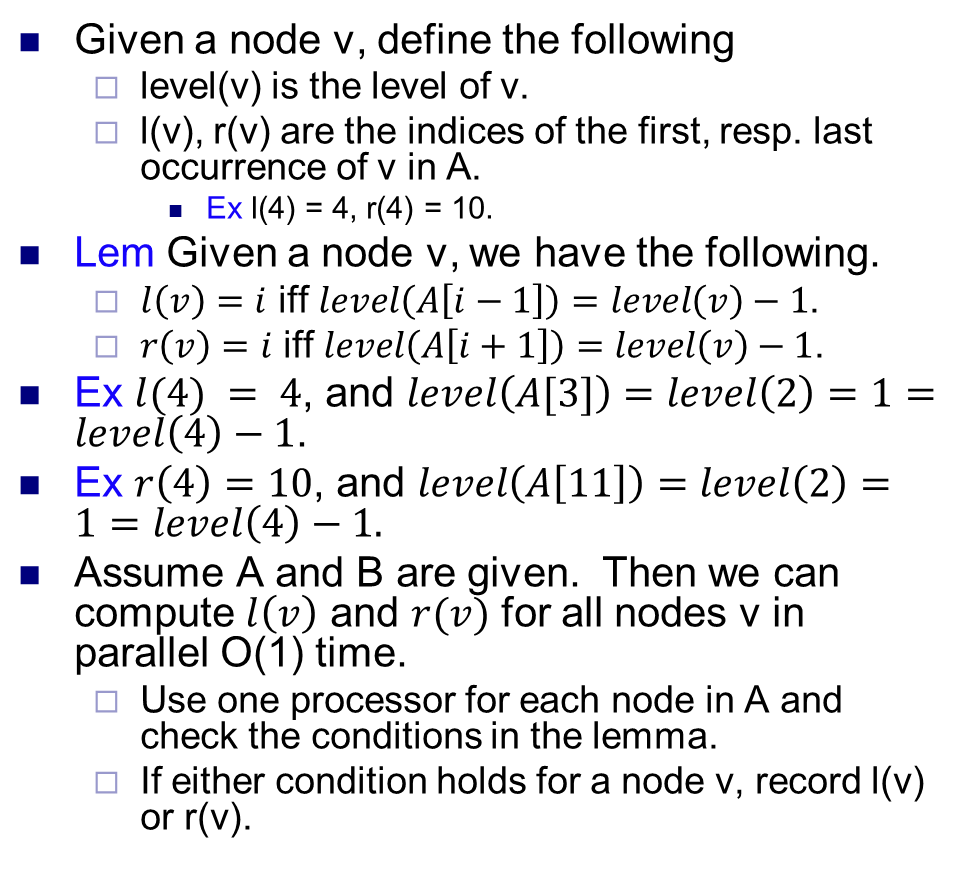 Given a node v, define the following
level(v) is the level of v.
l(v), r(v) are the indices of the first, resp. last
occurrence of v in A.
Ex l(4) = 4, r(4) = 10.
Lem Given a node v, we have the following.
l(v) = i iff level(A[i − 1]) = level(v) − 1.
r(v) = i iff level(A[i + 1]) = level(v) − 1.
Ex l(4) = 4, and level(A[3]) = level(2) = 1 =
level(4) − 1.
Ex r(4) = 10, and level(A[11]) = level(2) =
1 = level(4) − 1.
Assume A and B are given. Then we can
compute l(v) and r(v) for all nodes v in
parallel O(1) time.
Use one processor for each node in A and
check the conditions in the lemma.
If either condition holds for a node v, record l(v)
or r(v).